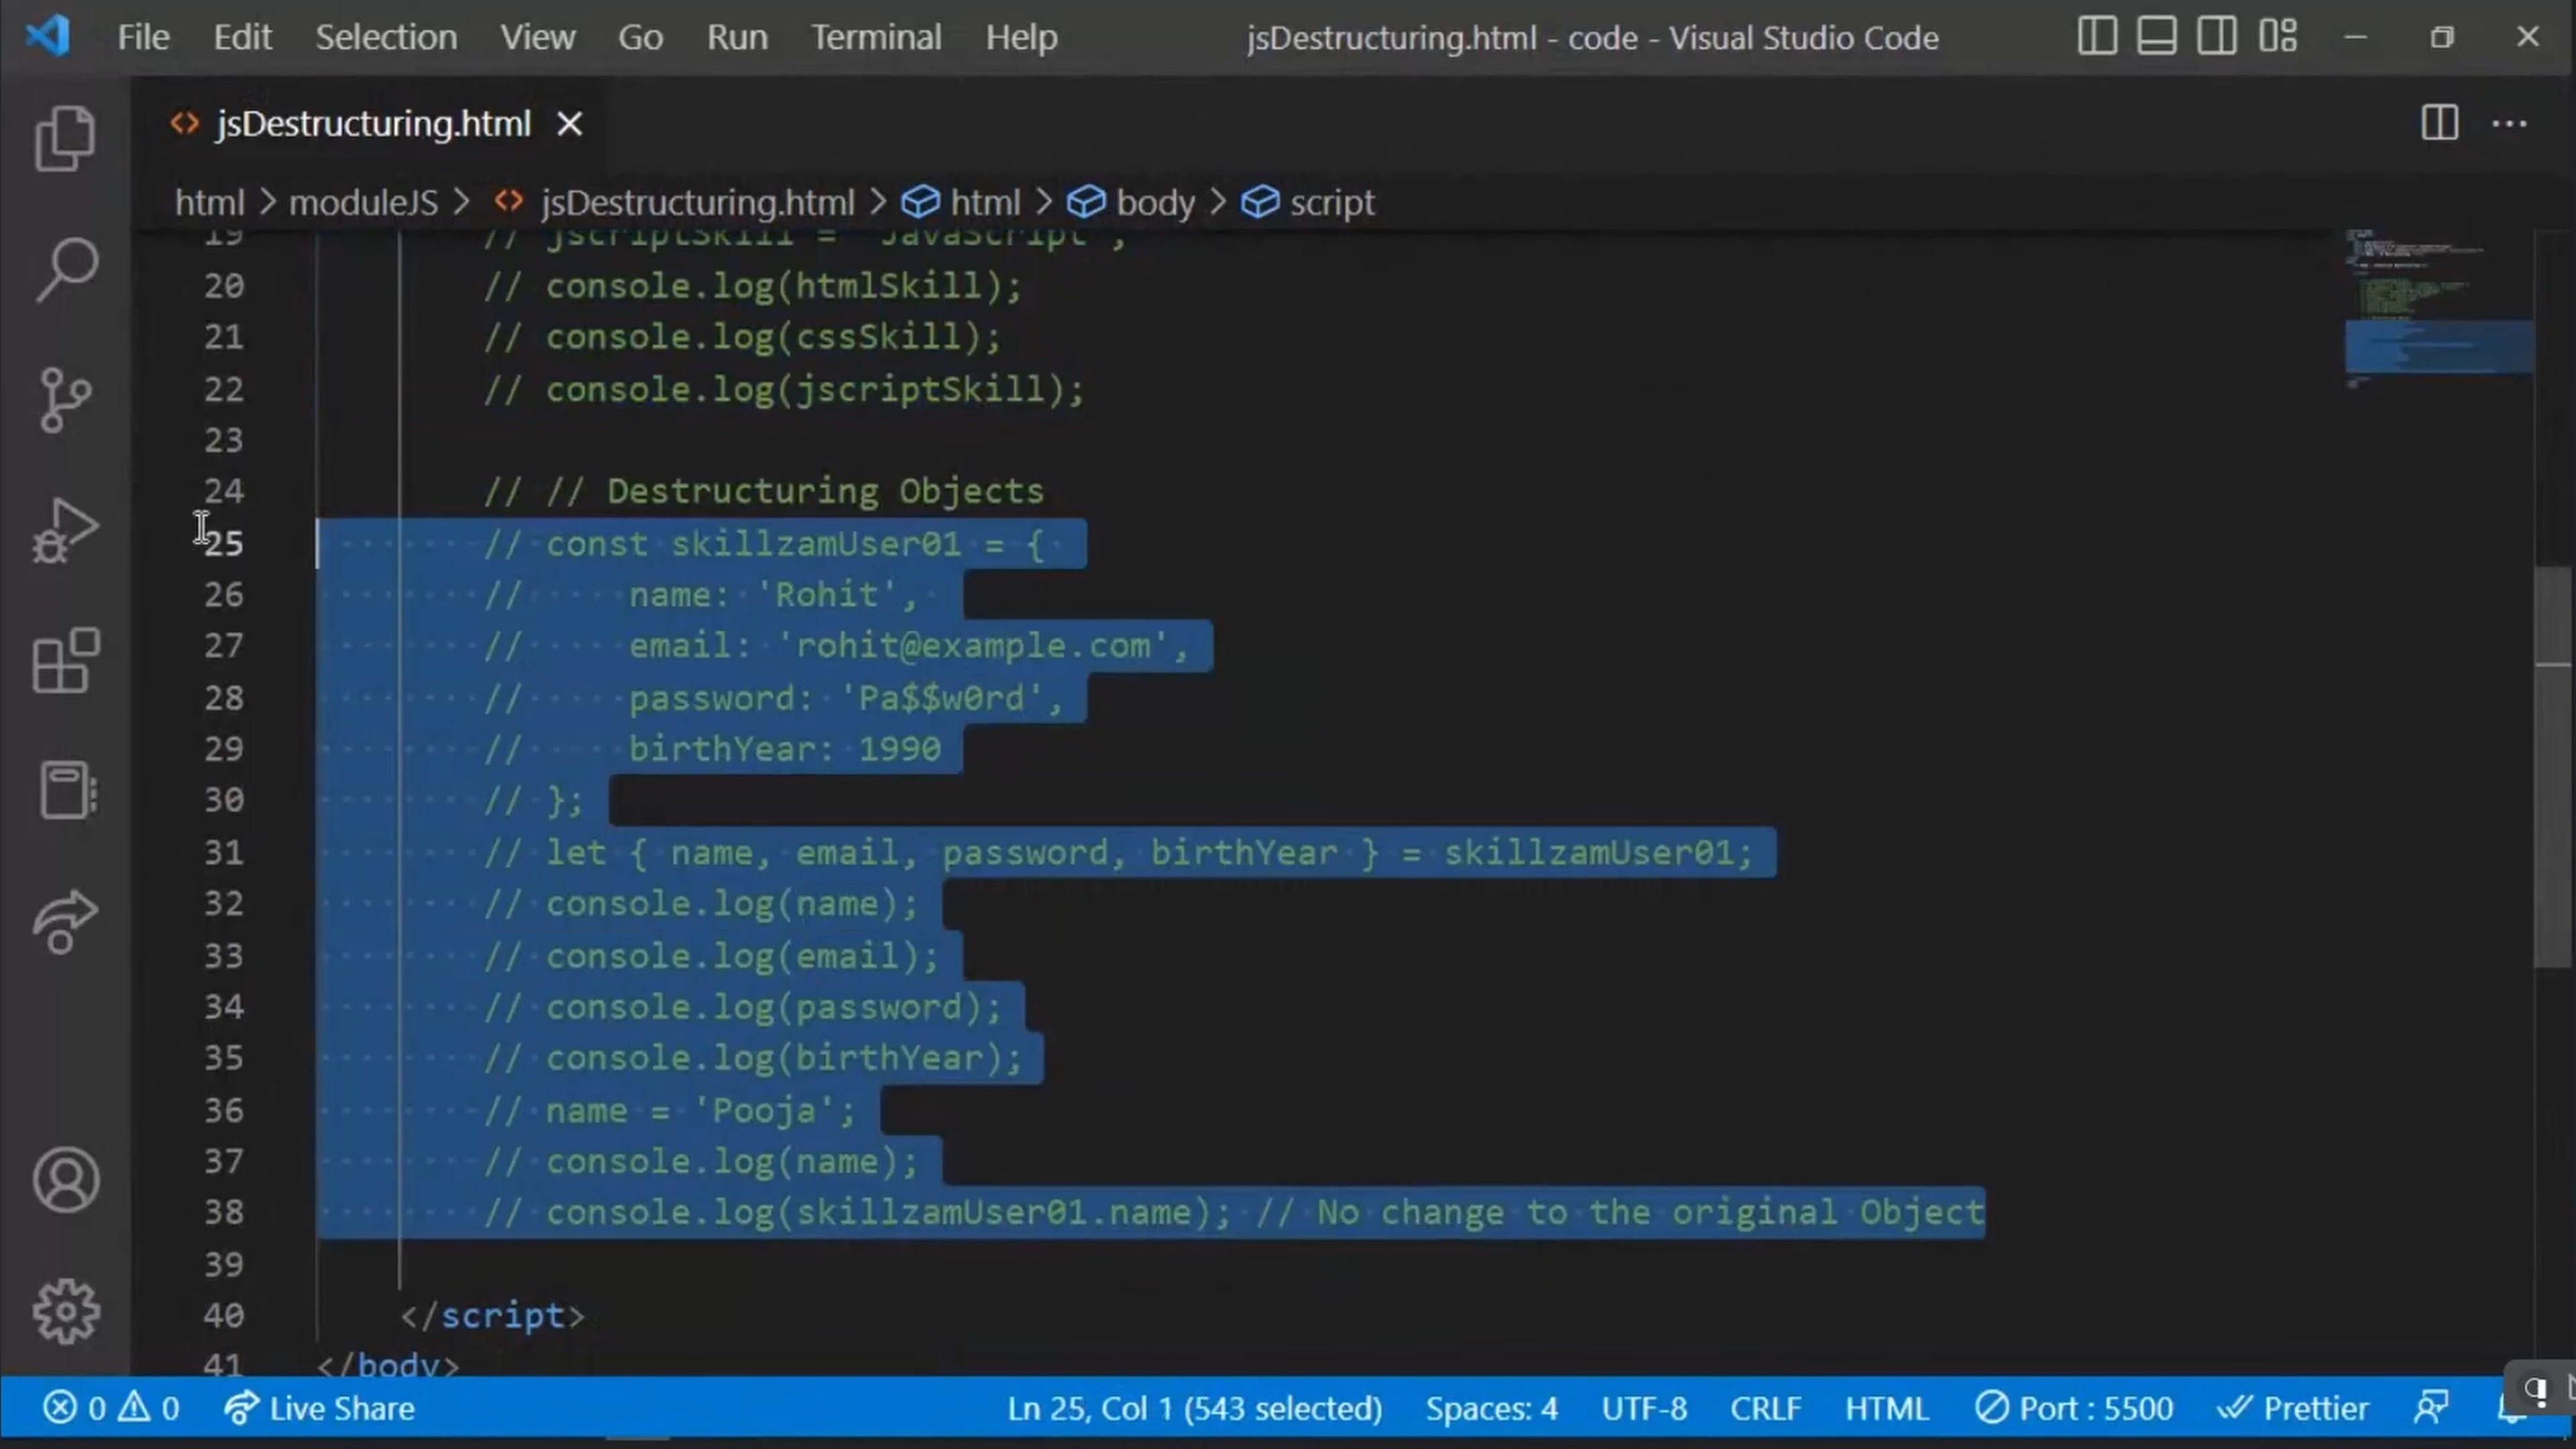 File Edit Selection View Go Run Terminal Help jsDestructuring.html - code - Visual Studio Code
jsDestructuring.html
html > moduleJS > jsDestructuring.html > html > body > script
19 // jscriptSkill = 'JavaScript';
20 // console.log(htmlSkill);
21 // console.log(cssSkill);
22 // console.log(jscriptSkill);
23
24 // // Destructuring Objects
25 // const skillzamUser01 = {
26 // name: 'Rohit',
27 // email: 'rohit@example.com',
28 // password: 'Pa$$w0rd',
29 // birthYear: 1990
30 // };
31 // let { name, email, password, birthYear } = skillzamUser01;
32 // console.log(name);
33 // console.log(email);
34 // console.log(password);
35 // console.log(birthYear);
36 // name = 'Pooja';
37 // console.log(name);
38 // console.log(skillzamUser01.name); // No change to the original Object
39
40 </script>
41 </body>
0 0 Live Share Ln 25, Col 1 (543 selected) Spaces: 4 UTF-8 CRLF HTML Port : 5500 Prettier